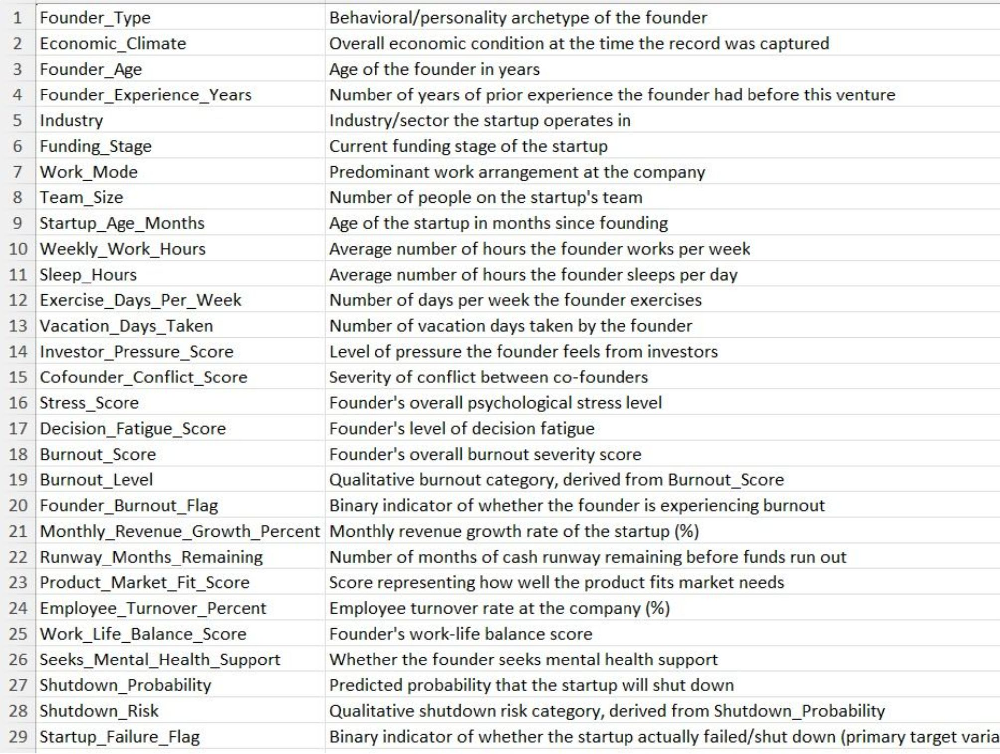 1 Founder_Type Behavioral/personality archetype of the founder
2 Economic_Climate Overall economic condition at the time the record was captured
3 Founder_Age Age of the founder in years
4 Founder_Experience_Years Number of years of prior experience the founder had before this venture
5 Industry Industry/sector the startup operates in
6 Funding_Stage Current funding stage of the startup
7 Work_Mode Predominant work arrangement at the company
8 Team_Size Number of people on the startup's team
9 Startup_Age_Months Age of the startup in months since founding
10 Weekly_Work_Hours Average number of hours the founder works per week
11 Sleep_Hours Average number of hours the founder sleeps per day
12 Exercise_Days_Per_Week Number of days per week the founder exercises
13 Vacation_Days_Taken Number of vacation days taken by the founder
14 Investor_Pressure_Score Level of pressure the founder feels from investors
15 Cofounder_Conflict_Score Severity of conflict between co-founders
16 Stress_Score Founder's overall psychological stress level
17 Decision_Fatigue_Score Founder's level of decision fatigue
18 Burnout_Score Founder's overall burnout severity score
19 Burnout_Level Qualitative burnout category, derived from Burnout_Score
20 Founder_Burnout_Flag Binary indicator of whether the founder is experiencing burnout
21 Monthly_Revenue_Growth_Percent Monthly revenue growth rate of the startup (%)
22 Runway_Months_Remaining Number of months of cash runway remaining before funds run out
23 Product_Market_Fit_Score Score representing how well the product fits market needs
24 Employee_Turnover_Percent Employee turnover rate at the company (%)
25 Work_Life_Balance_Score Founder's work-life balance score
26 Seeks_Mental_Health_Support Whether the founder seeks mental health support
27 Shutdown_Probability Predicted probability that the startup will shut down
28 Shutdown_Risk Qualitative shutdown risk category, derived from Shutdown_Probability
29 Startup_Failure_Flag Binary indicator of whether the startup actually failed/shut down (primary target varia